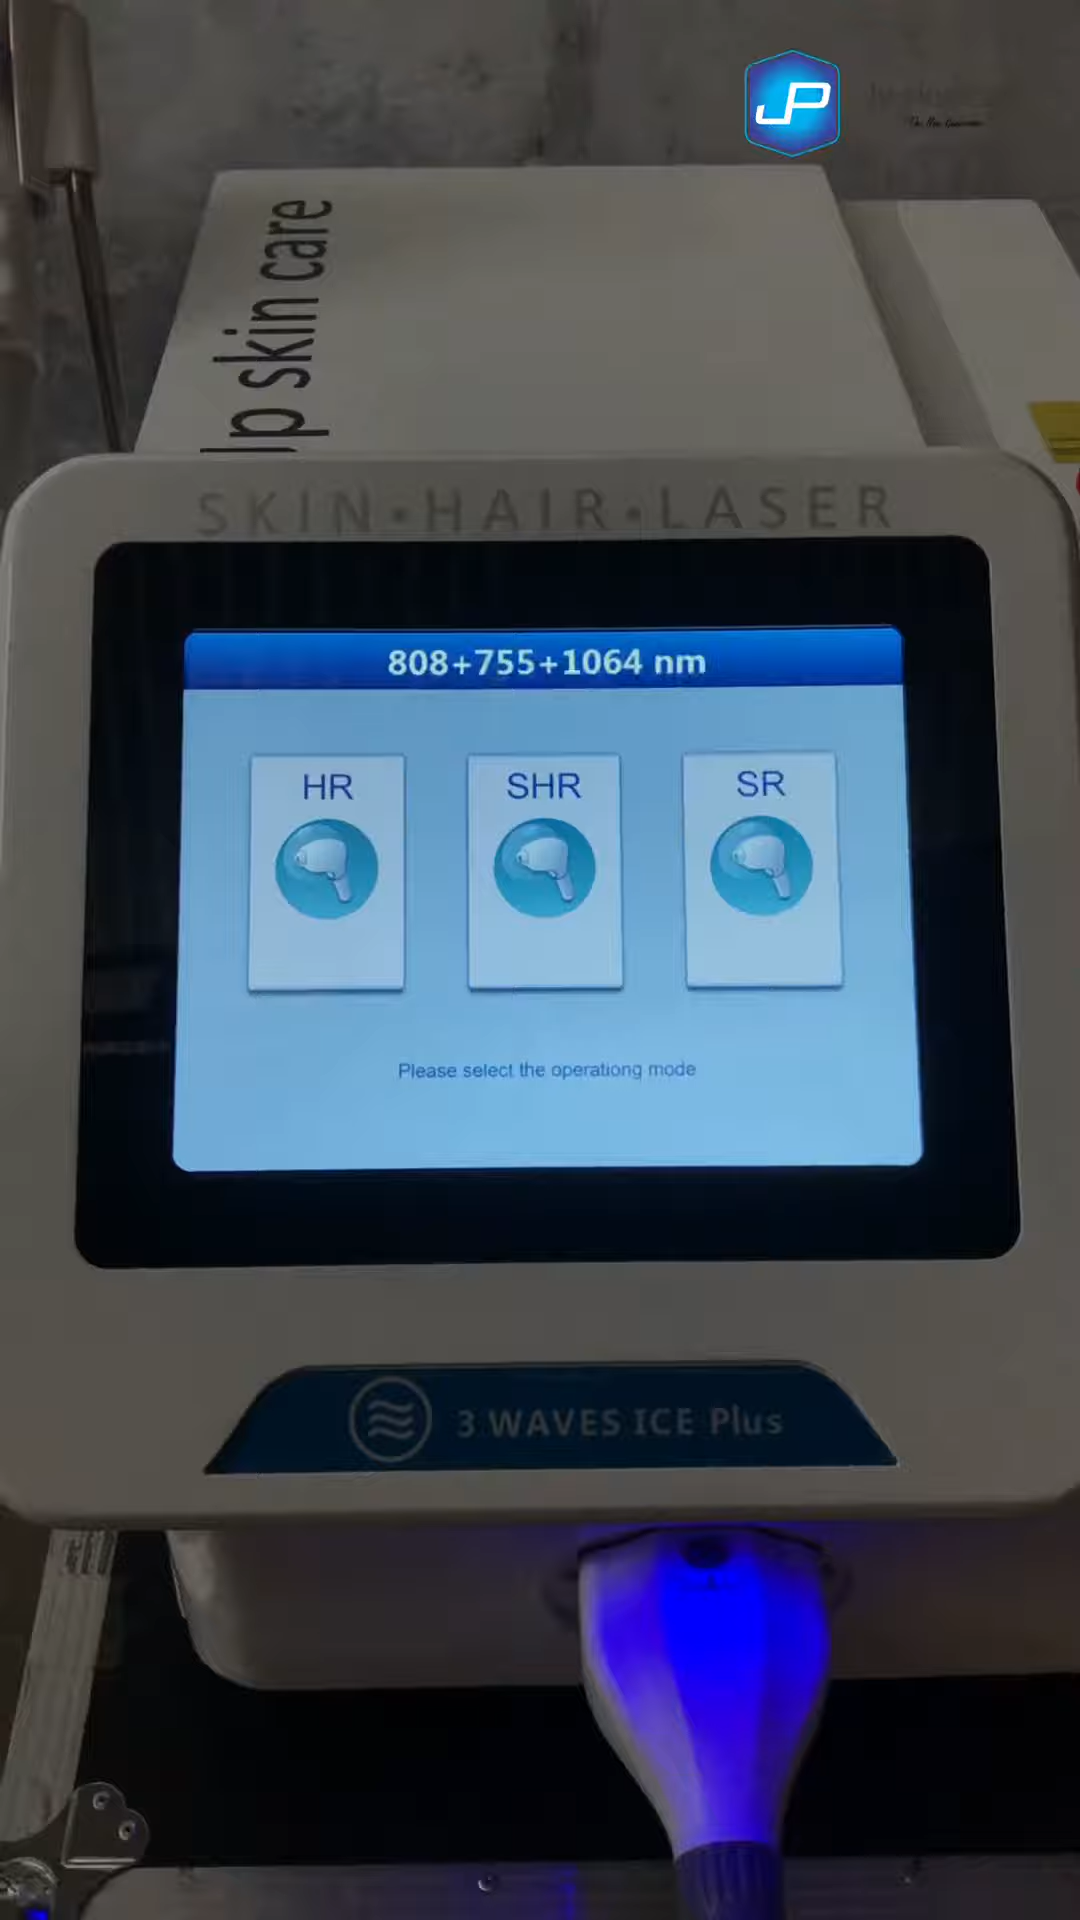 JP
Jp skin care
SKIN•HAIR•LASER
808+755+1064 nm
HR
SHR
SR
Please select the operationg mode
3 WAVES ICE Plus